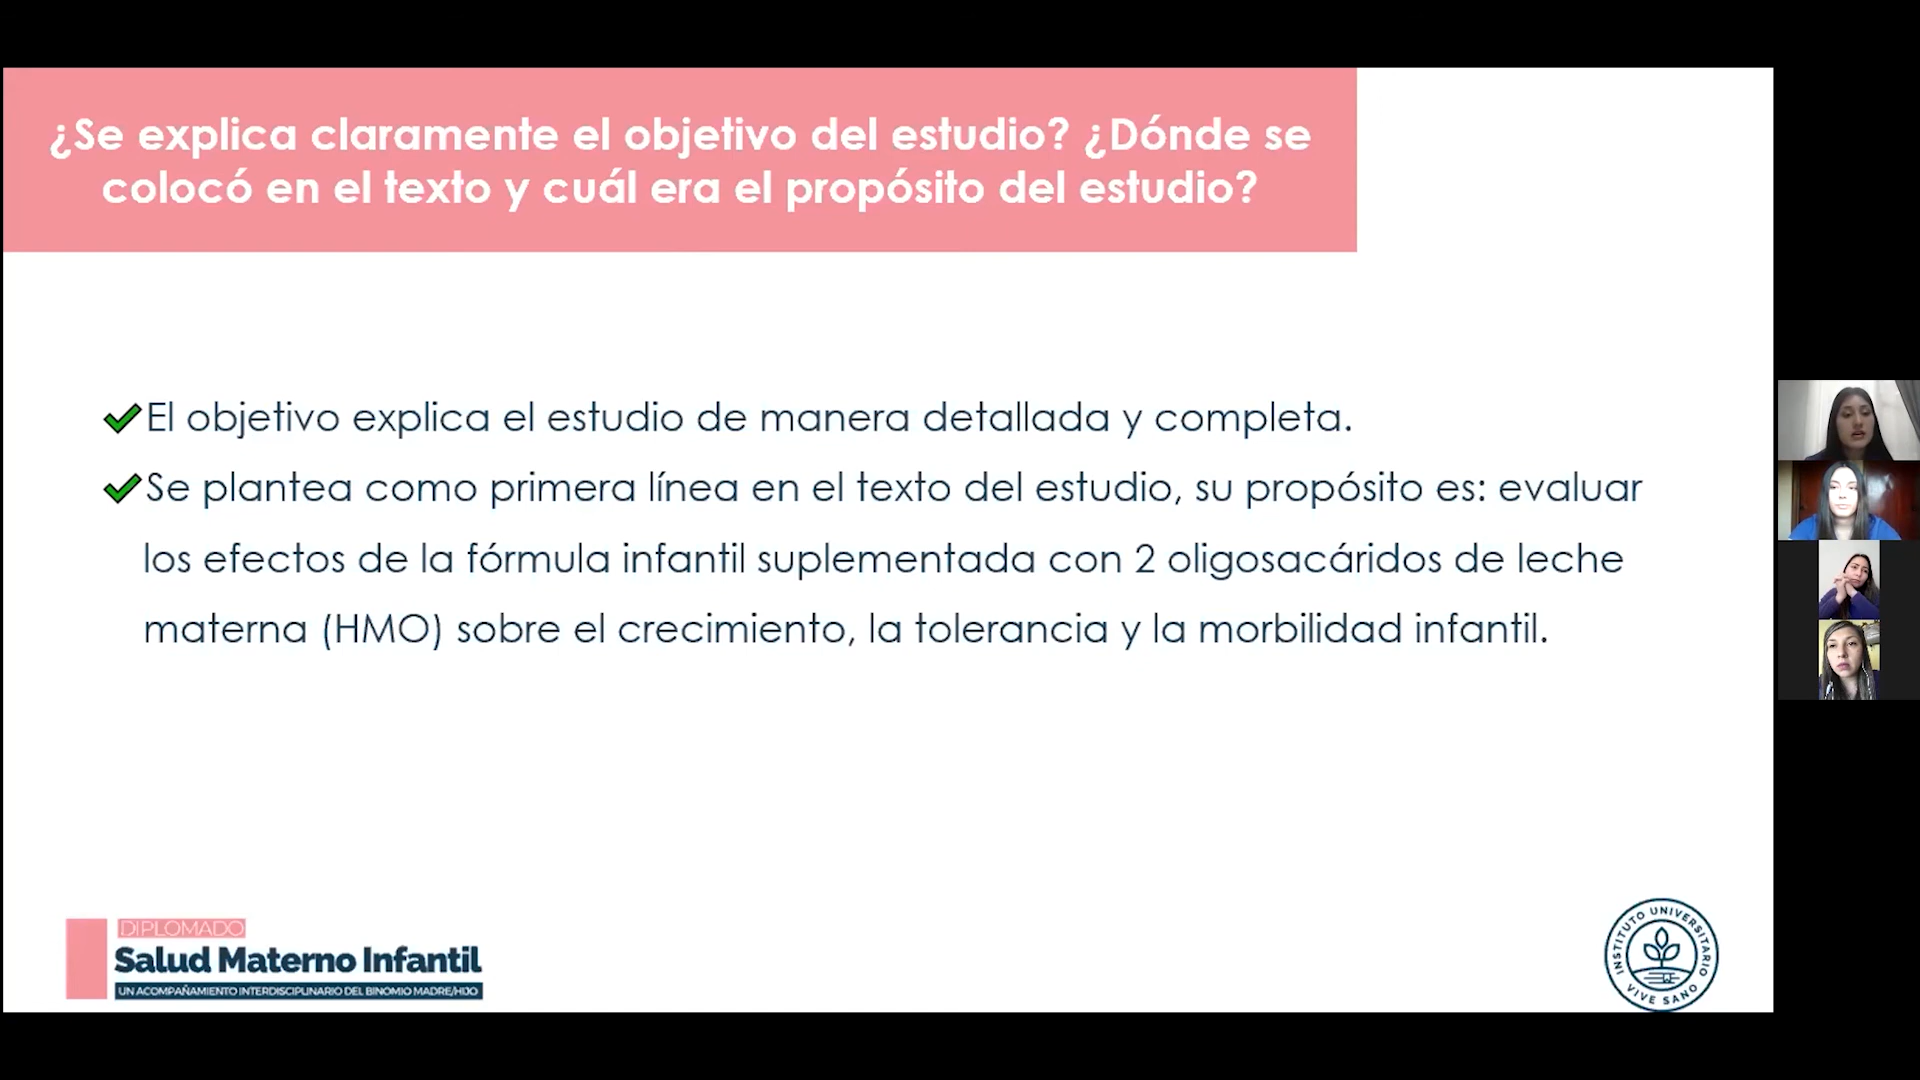 ¿Se explica claramente el objetivo del estudio? ¿Dónde se
colocó en el texto y cuál era el propósito del estudio?
El objetivo explica el estudio de manera detallada y completa.
Se plantea como primera línea en el texto del estudio, su propósito es: evaluar
los efectos de la fórmula infantil suplementada con 2 oligosacáridos de leche
materna (HMO) sobre el crecimiento, la tolerancia y la morbilidad infantil.
DIPLOMADO
Salud Materno Infantil
UN ACOMPAÑAMIENTO INTERDISCIPLINARIO DEL BINOMIO MADRE/HIJO
INSTITUTO UNIVERSITARIO
VIVE SANO